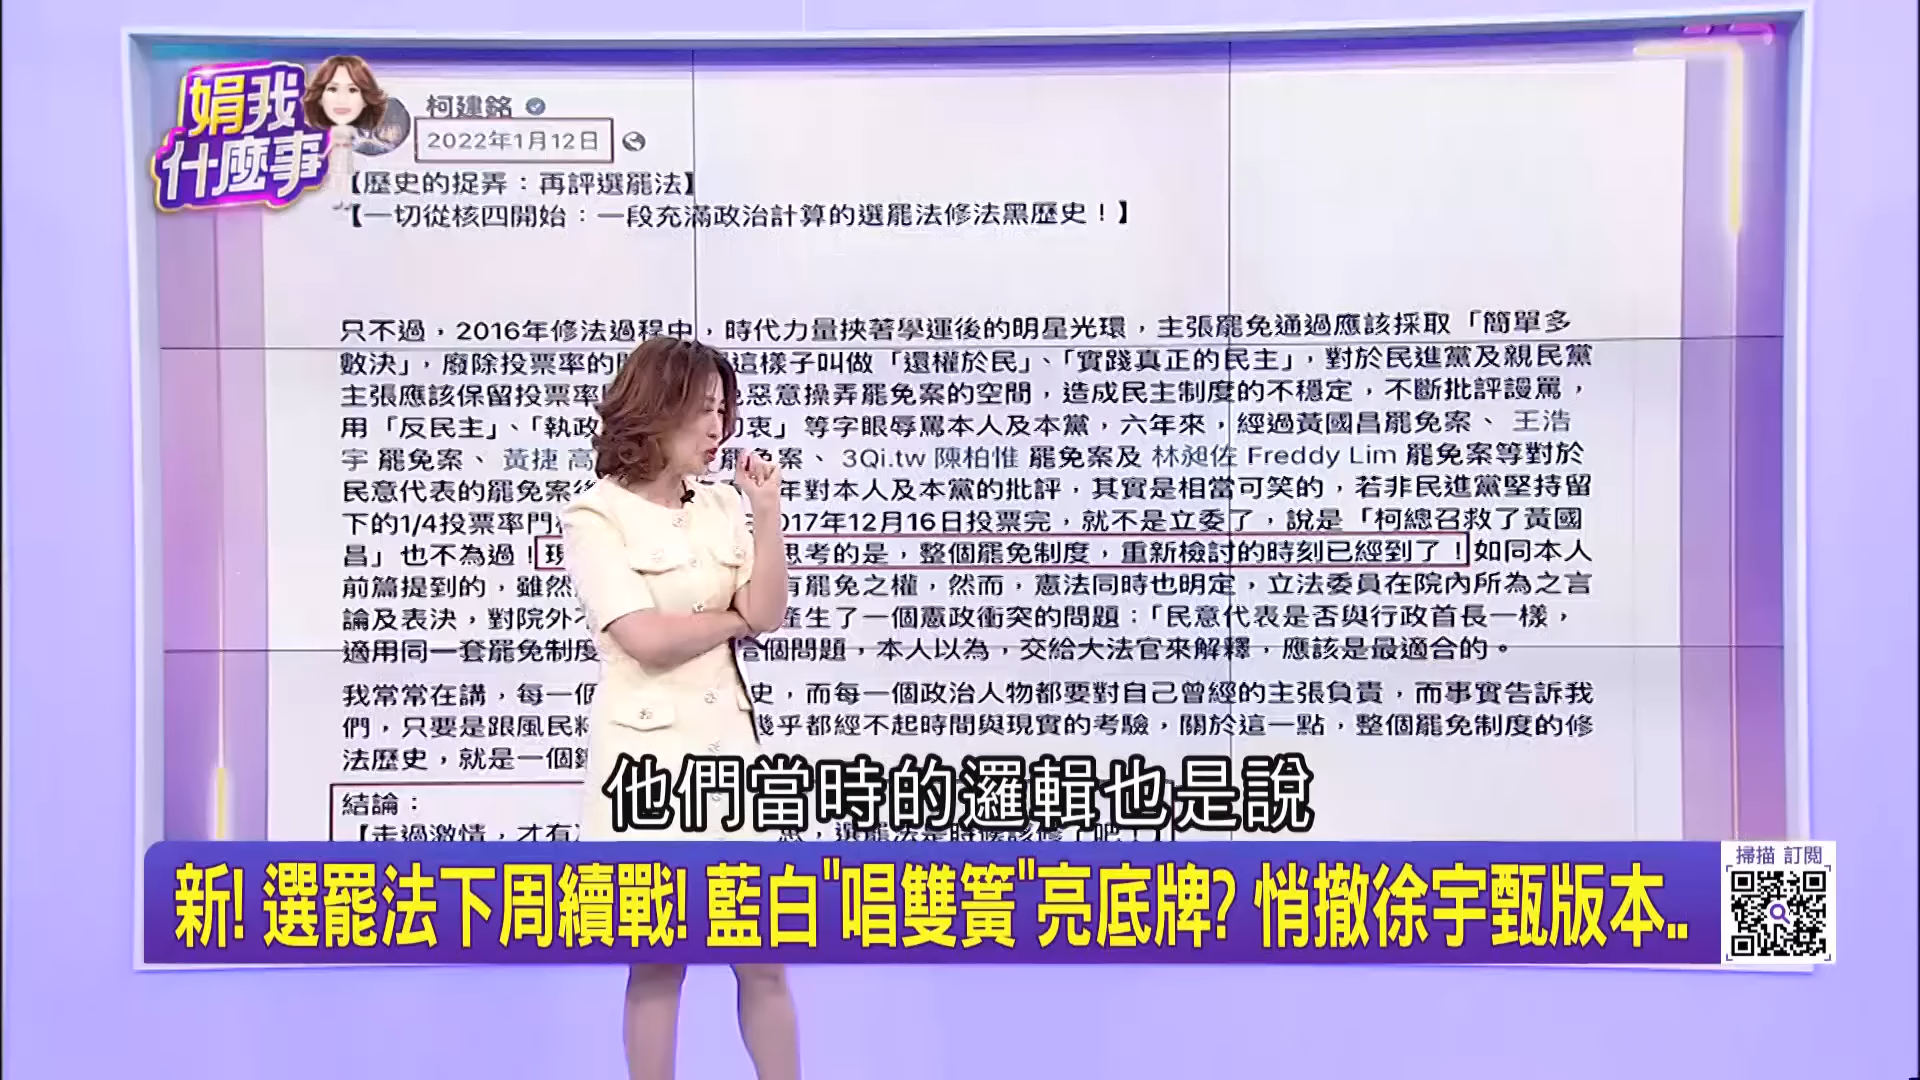 娟我
什麼事
柯建銘
2022年1月12日
【歷史的捉弄：再評選罷法】
【一切從核四開始：一段充滿政治計算的選罷法修法黑歷史！】
只不過，2016年修法過程中，時代力量挾著學運後的明星光環，主張罷免通過應該採取「簡單多
數決」，廢除投票率的 這樣子叫做「還權於民」、「實踐真正的民主」，對於民進黨及親民黨
主張應該保留投票率 惡意操弄罷免案的空間，造成民主制度的不穩定，不斷批評謾罵，
用「反民主」、「執政 衷」等字眼辱罵本人及本黨，六年來，經過黃國昌罷免案、王浩
宇 罷免案、黃捷 高 罷免案、3Qi.tw 陳柏惟 罷免案及 林昶佐 Freddy Lim 罷免案等對於
民意代表的罷免案後 年對本人及本黨的批評，其實是相當可笑的，若非民進黨堅持留
下的1/4投票率門 017年12月16日投票完，就不是立委了，說是「柯總召救了黃國
昌」也不為過！現 思考的是，整個罷免制度，重新檢討的時刻已經到了！如同本人
前篇提到的，雖然 有罷免之權，然而，憲法同時也明定，立法委員在院內所為之言
論及表決，對院外 產生了一個憲政衝突的問題：「民意代表是否與行政首長一樣，
適用同一套罷免制度 這個問題，本人以為，交給大法官來解釋，應該是最適合的。
我常常在講，每一個 史，而每一個政治人物都要對自己曾經的主張負責，而事實告訴我
們，只要是跟風民粹 幾乎都經不起時間與現實的考驗，關於這一點，整個罷免制度的修
法歷史，就是一個
結論：
【走過激情，才有 思，選罷法是時候該修了吧！】
他們當時的邏輯也是說
新! 選罷法下周續戰! 藍白"唱雙簧"亮底牌? 悄撤徐宇甄版本..
掃描 訂閱